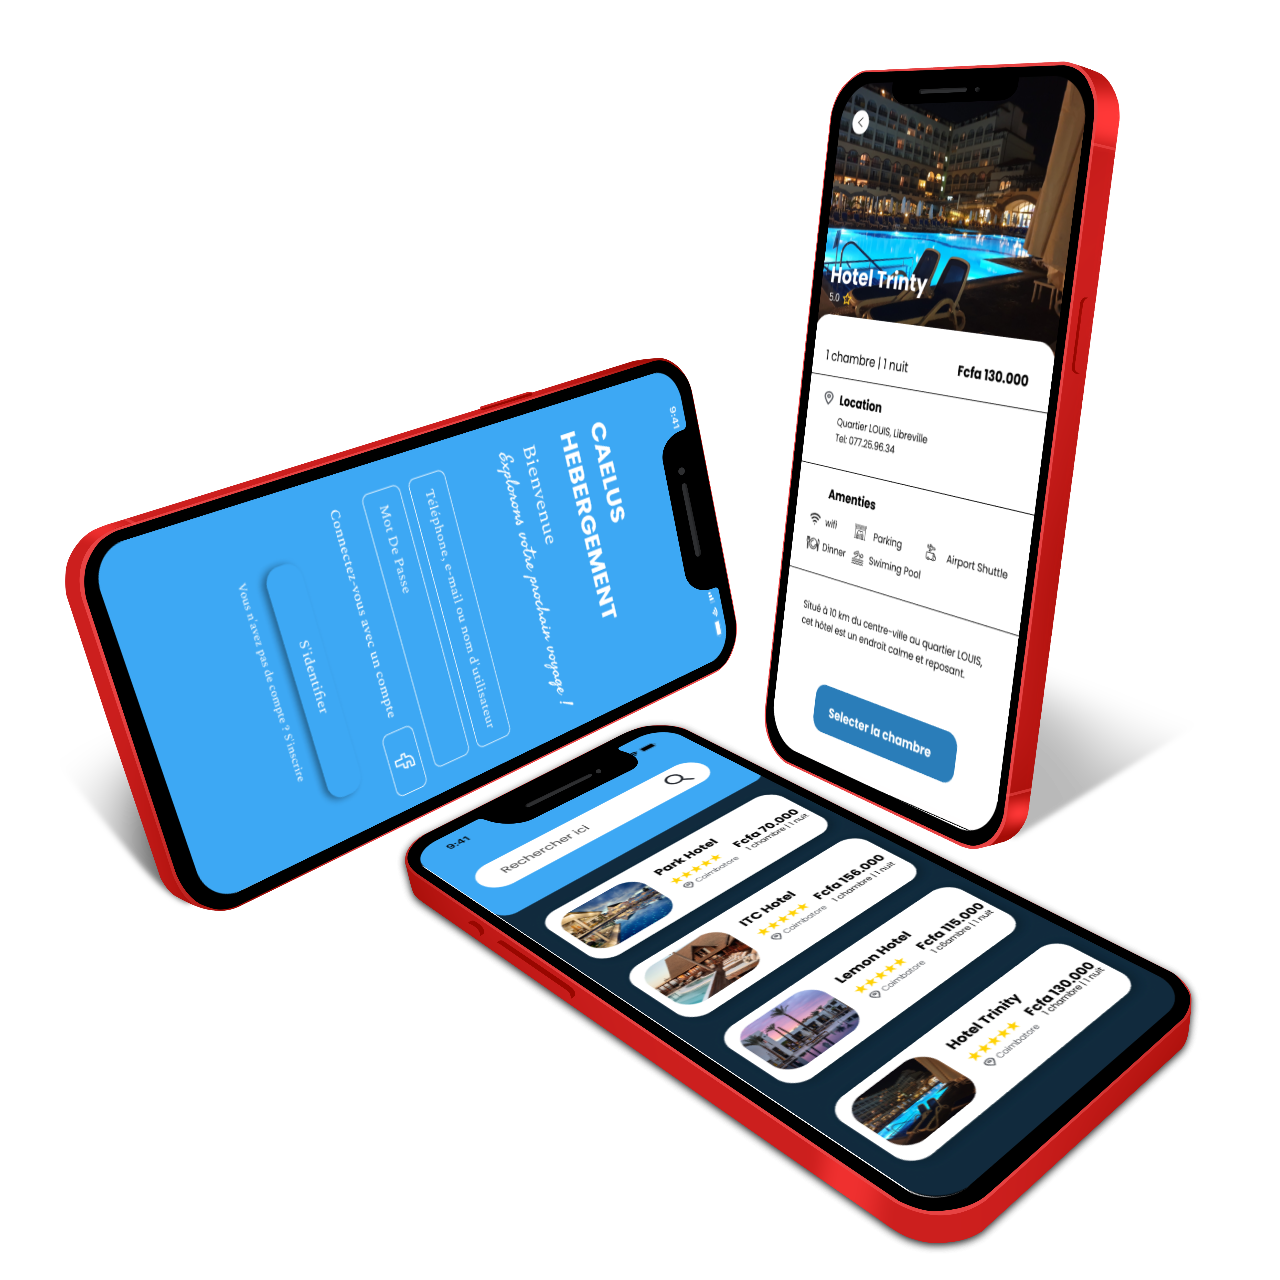 9:41
CAELUS
HEBERGEMENT
Bienvenue
Explorons votre prochain voyage !
Téléphone, e-mail ou nom d'utilisateur
Mot De Passe
Connectez-vous avec un compte
S'identifier
Vous n'avez pas de compte ? S'inscrire
Hotel Trinty
5.0
1 chambre | 1 nuit
Fcfa 130.000
Location
Quartier LOUIS, Libreville
Tel: 077.25.96.34
Amenties
wifi
Parking
Airport Shuttle
Dinner
Swiming Pool
Situé à 10 km du centre-ville au quartier LOUIS,
cet hôtel est un endroit calme et reposant.
Selecter la chambre
9:41
Rechercher ici
Park Hotel
Fcfa 70.000
Coimbatore
1 chambre | 1 nuit
ITC Hotel
Fcfa 156.000
Coimbatore
1 chambre | 1 nuit
Lemon Hotel
Fcfa 115.000
Coimbatore
1 c6ambre | 1 nuit
Hotel Trinity
Fcfa 130.000
Coimbatore
1 chambre | 1 nuit